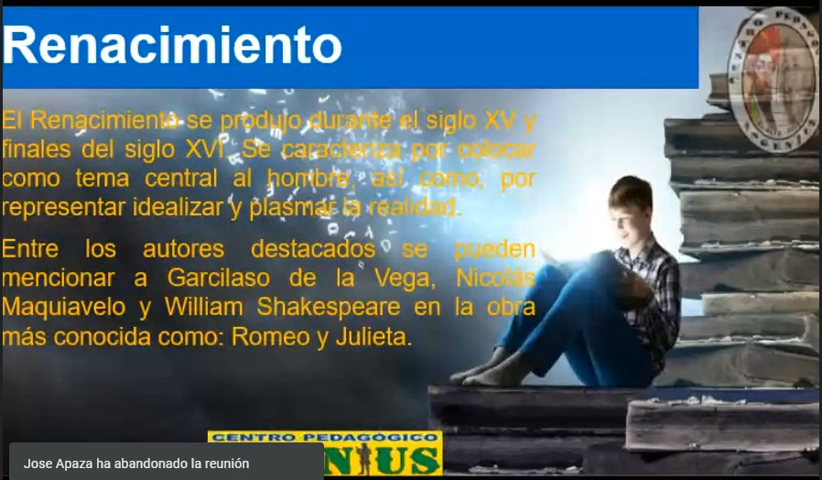 Renacimiento
El Renacimiento se produjo durante el siglo XV y
finales del siglo XVI. Se caracteriza por colocar
como tema central al hombre, así como, por
representar idealizar y plasmar la realidad.
Entre los autores destacados se pueden
mencionar a Garcilaso de la Vega, Nicolás
Maquiavelo y William Shakespeare en la obra
más conocida como: Romeo y Julieta.
CENTRO PEDAGÓGICO
NIUS
Jose Apaza ha abandonado la reunión